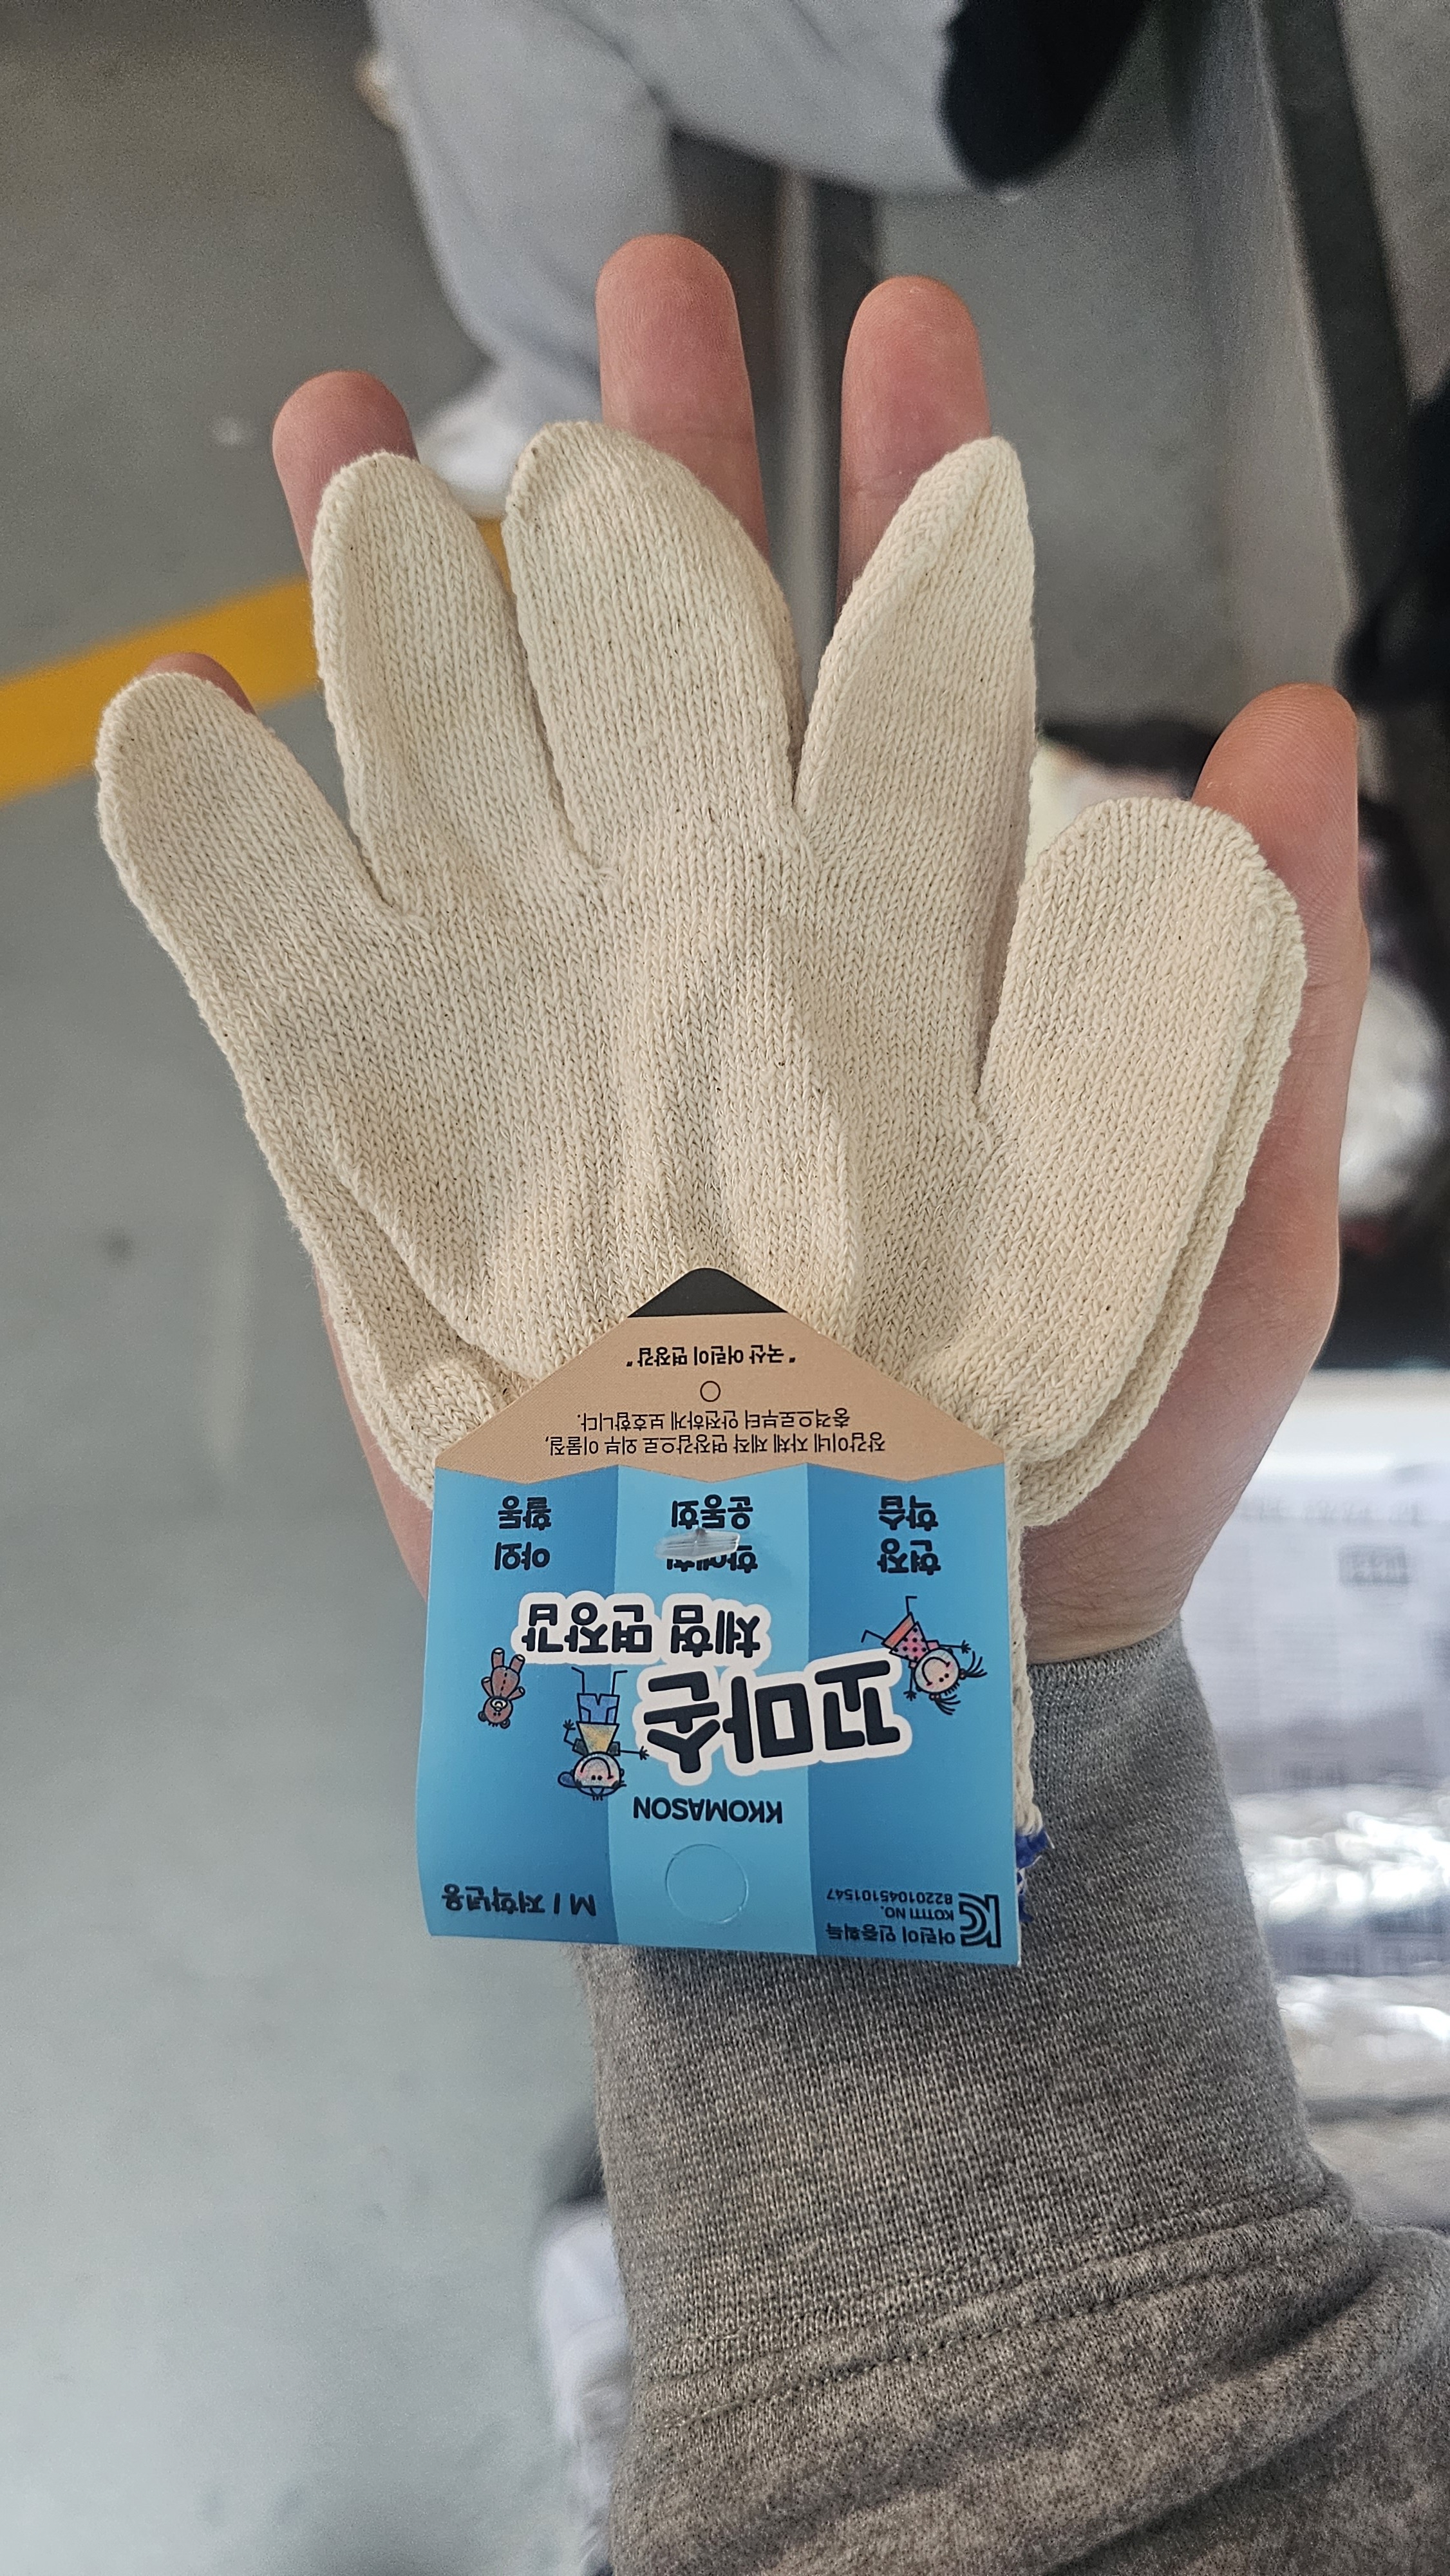 어린이 인증획득
KOTITI NO.
82201045101547
M / 저학년용
KKOMASON
꼬마손
체험 면장갑
현장
학습
운동회
야외
활동
장갑이네 자체 제작 면장갑으로 외부 이물질,
충격으로부터 안전하게 보호합니다.
"국산 어린이 면장갑"